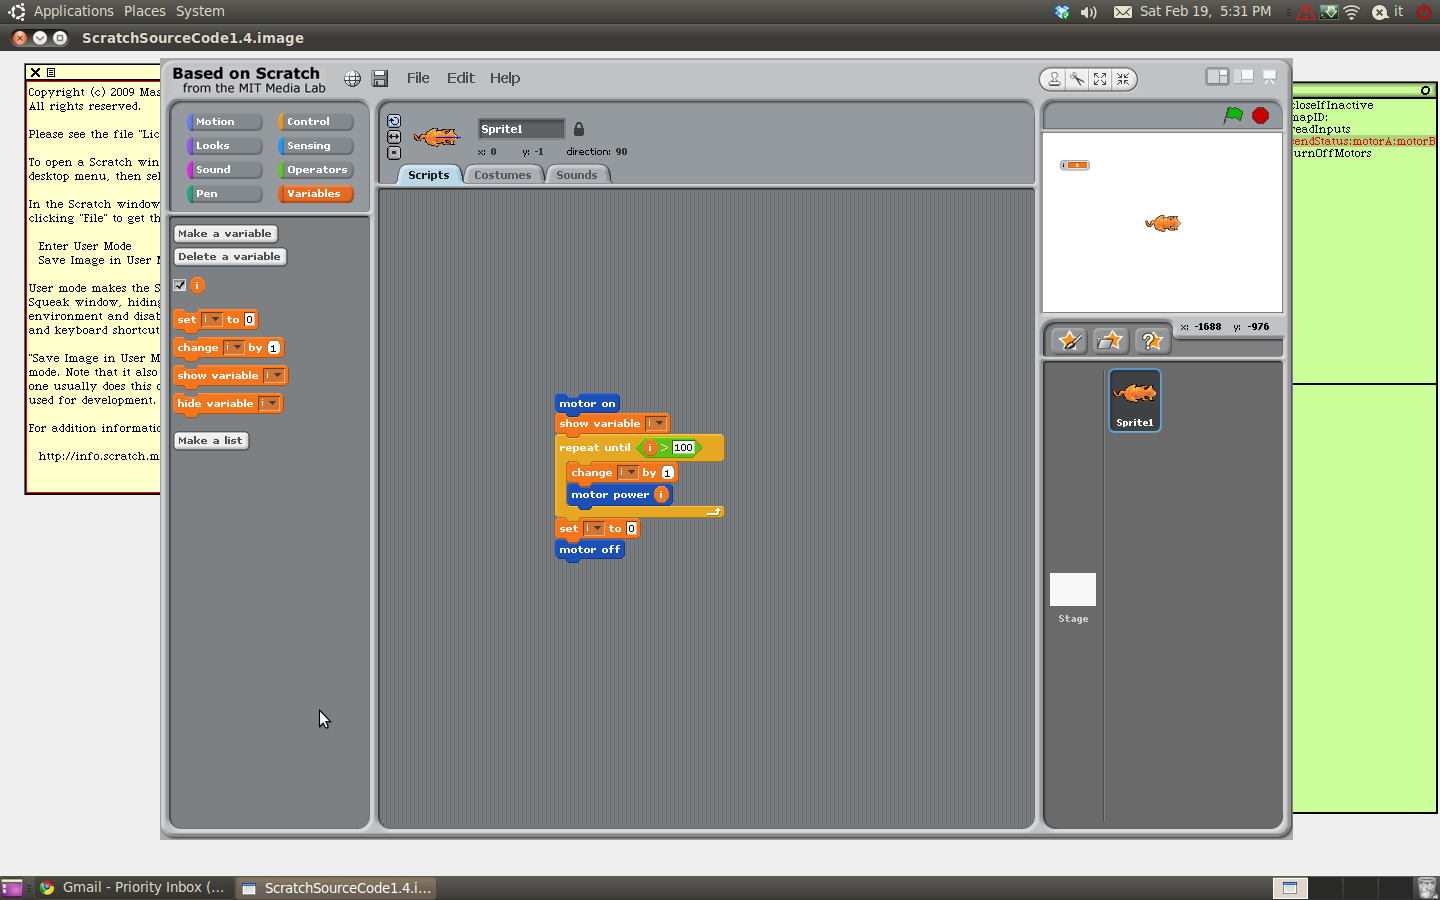 Applications Places System
Sat Feb 19, 5:31 PM
it
ScratchSourceCode1.4.image
Copyright (c) 2009 Mas
All rights reserved.
Please see the file "Lic
To open a Scratch win
desktop menu, then sel
In the Scratch window
clicking "File" to get th
Enter User Mode
Save Image in User M
User mode makes the S
Squeak window, hiding
environment and disab
and keyboard shortcut
"Save Image in User M
mode. Note that it also
one usually does this o
used for development.
For addition informatio
http://info.scratch.m
Based on Scratch
from the MIT Media Lab
File Edit Help
Motion Control
Looks Sensing
Sound Operators
Pen Variables
Make a variable
Delete a variable
i
set i to 0
change i by 1
show variable i
hide variable i
Make a list
Sprite1
x: 0 y: -1 direction: 90
Scripts Costumes Sounds
motor on
show variable i
repeat until i > 100
change i by 1
motor power i
set i to 0
motor off
x: -1688 y: -976
Sprite1
Stage
closeIfInactive
mapID:
readInputs
sendStatus:motorA:motorB
urnOffMotors
Gmail - Priority Inbox (...
ScratchSourceCode1.4.i...